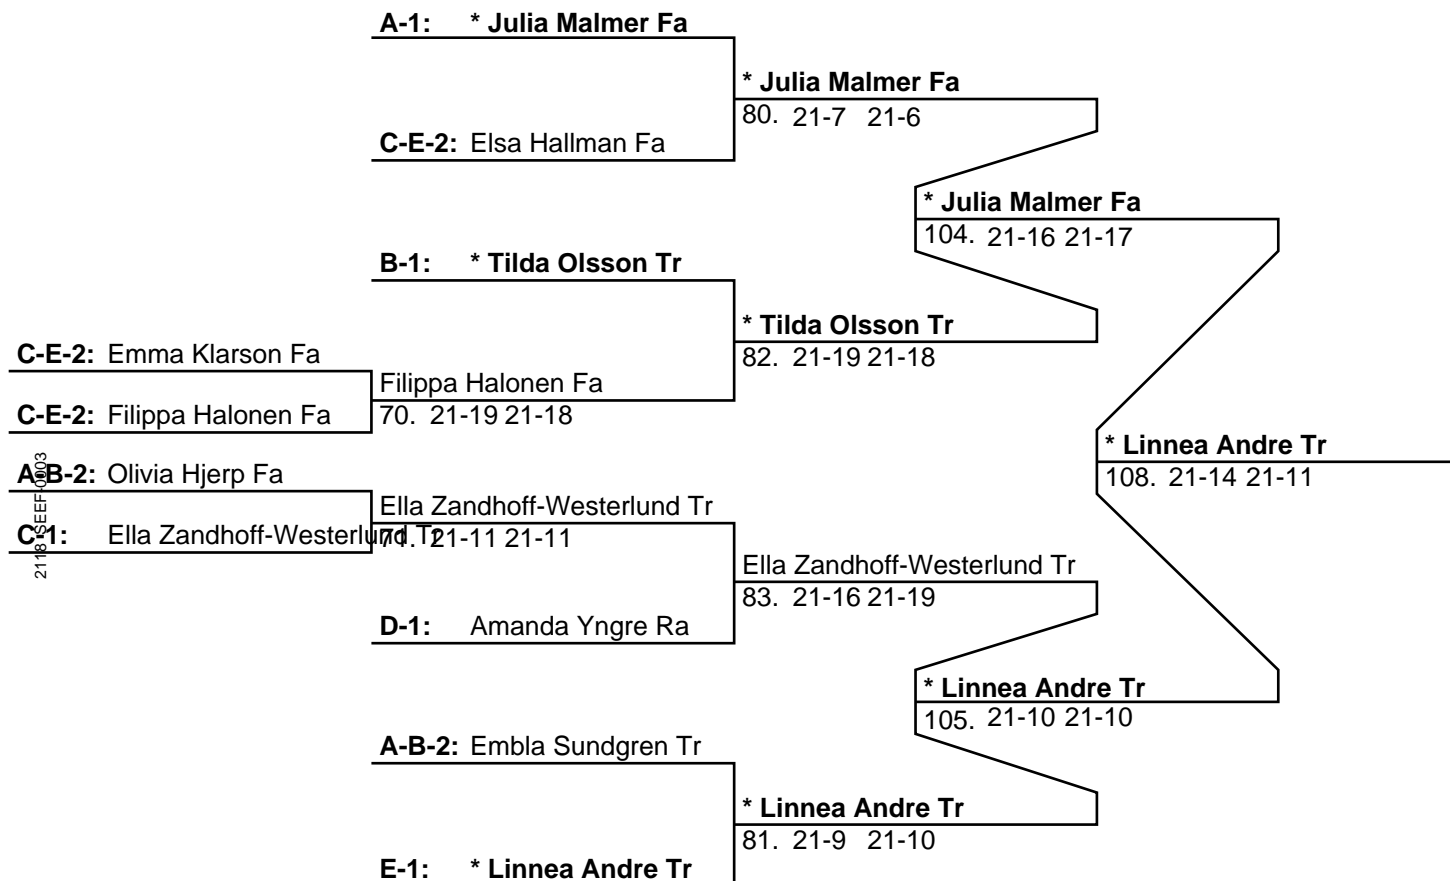 A-1: * Julia Malmer Fa
* Julia Malmer Fa
80. 21-7 21-6
C-E-2: Elsa Hallman Fa
* Julia Malmer Fa
104. 21-16 21-17
B-1: * Tilda Olsson Tr
* Tilda Olsson Tr
82. 21-19 21-18
C-E-2: Emma Klarson Fa
Filippa Halonen Fa
70. 21-19 21-18
C-E-2: Filippa Halonen Fa
* Linnea Andre Tr
108. 21-14 21-11
A-B-2: Olivia Hjerp Fa
Ella Zandhoff-Westerlund Tr
71. 21-11 21-11
C-1: Ella Zandhoff-Westerlund Tr
Ella Zandhoff-Westerlund Tr
83. 21-16 21-19
D-1: Amanda Yngre Ra
* Linnea Andre Tr
105. 21-10 21-10
A-B-2: Embla Sundgren Tr
* Linnea Andre Tr
81. 21-9 21-10
E-1: * Linnea Andre Tr